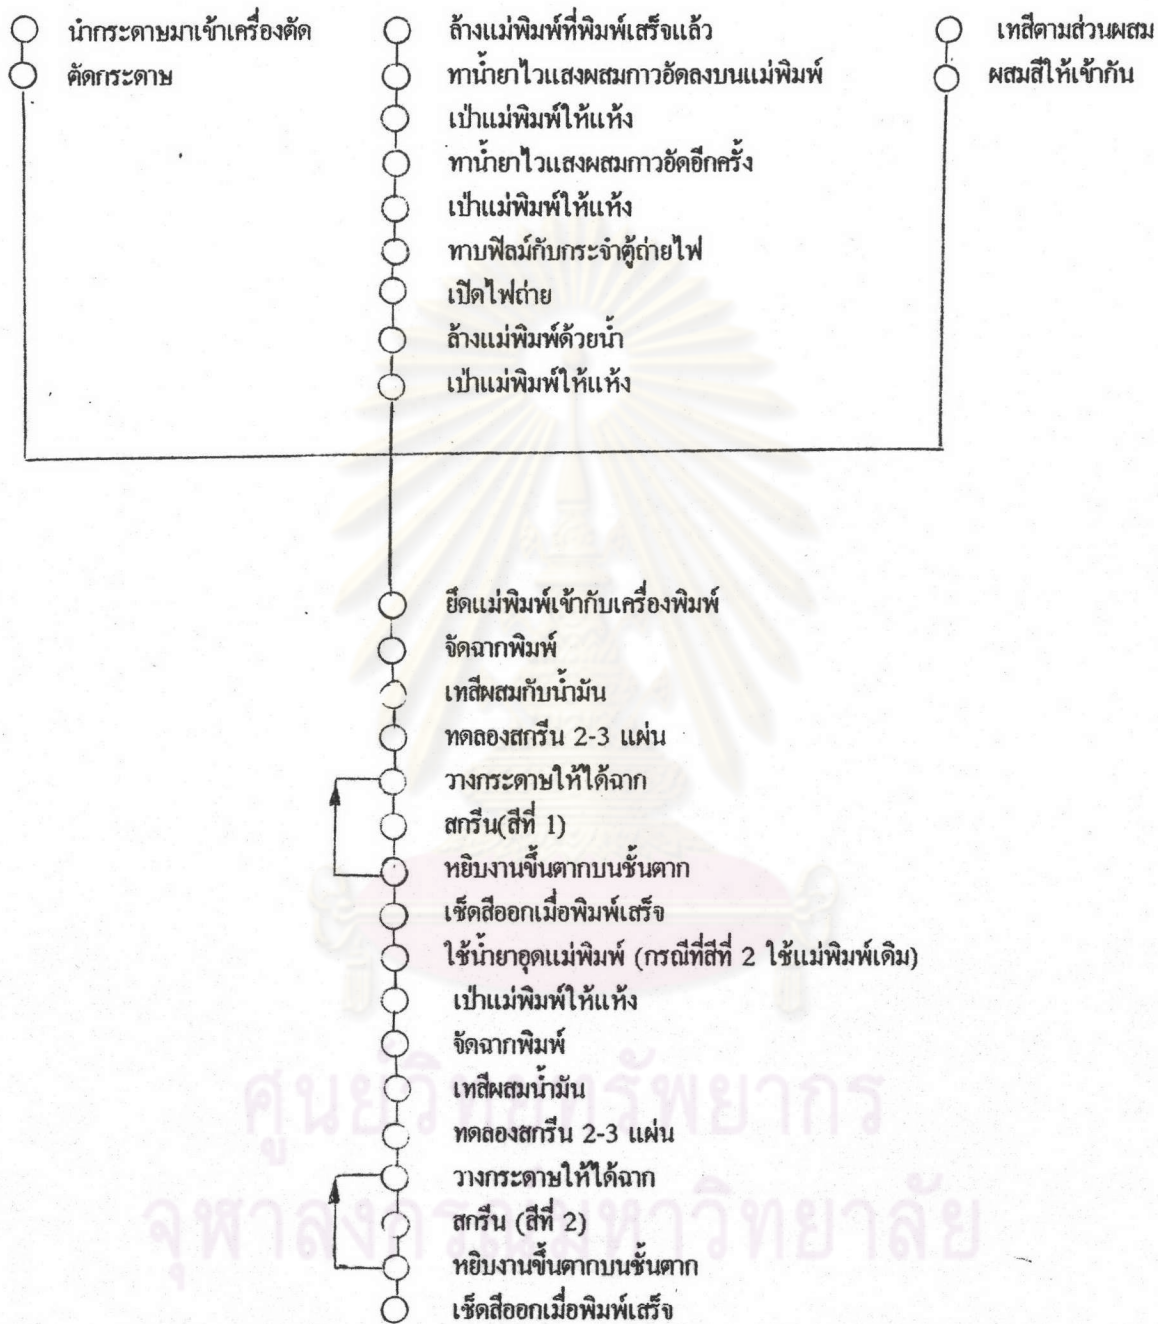 นำกระดาษมาเข้าเครื่องตัด
ตัดกระดาษ
ล้างแม่พิมพ์ที่พิมพ์เสร็จแล้ว
ทาน้ำยาไวแสงผสมกาวอัดลงบนแม่พิมพ์
เป่าแม่พิมพ์ให้แห้ง
ทาน้ำยาไวแสงผสมกาวอัดอีกครั้ง
เป่าแม่พิมพ์ให้แห้ง
ทาบฟิลม์กับกระจำตู้ถ่ายไฟ
เปิดไฟถ่าย
ล้างแม่พิมพ์ด้วยน้ำ
เป่าแม่พิมพ์ให้แห้ง
เทสีตามส่วนผสม
ผสมสีให้เข้ากัน
ยึดแม่พิมพ์เข้ากับเครื่องพิมพ์
จัดฉากพิมพ์
เทสีผสมกับน้ำมัน
ทดลองสกรีน 2-3 แผ่น
วางกระดาษให้ได้ฉาก
สกรีน(สีที่ 1)
หยิบงานขึ้นตากบนชั้นตาก
เช็ดสีออกเมื่อพิมพ์เสร็จ
ใช้น้ำยาอุดแม่พิมพ์ (กรณีที่สีที่ 2 ใช้แม่พิมพ์เดิม)
เป่าแม่พิมพ์ให้แห้ง
จัดฉากพิมพ์
เทสีผสมน้ำมัน
ทดลองสกรีน 2-3 แผ่น
วางกระดาษให้ได้ฉาก
สกรีน (สีที่ 2)
หยิบงานขึ้นตากบนชั้นตาก
เช็ดสีออกเมื่อพิมพ์เสร็จ
ศูนย์วิทยทรัพยากร
จุฬาลงกรณ์มหาวิทยาลัย